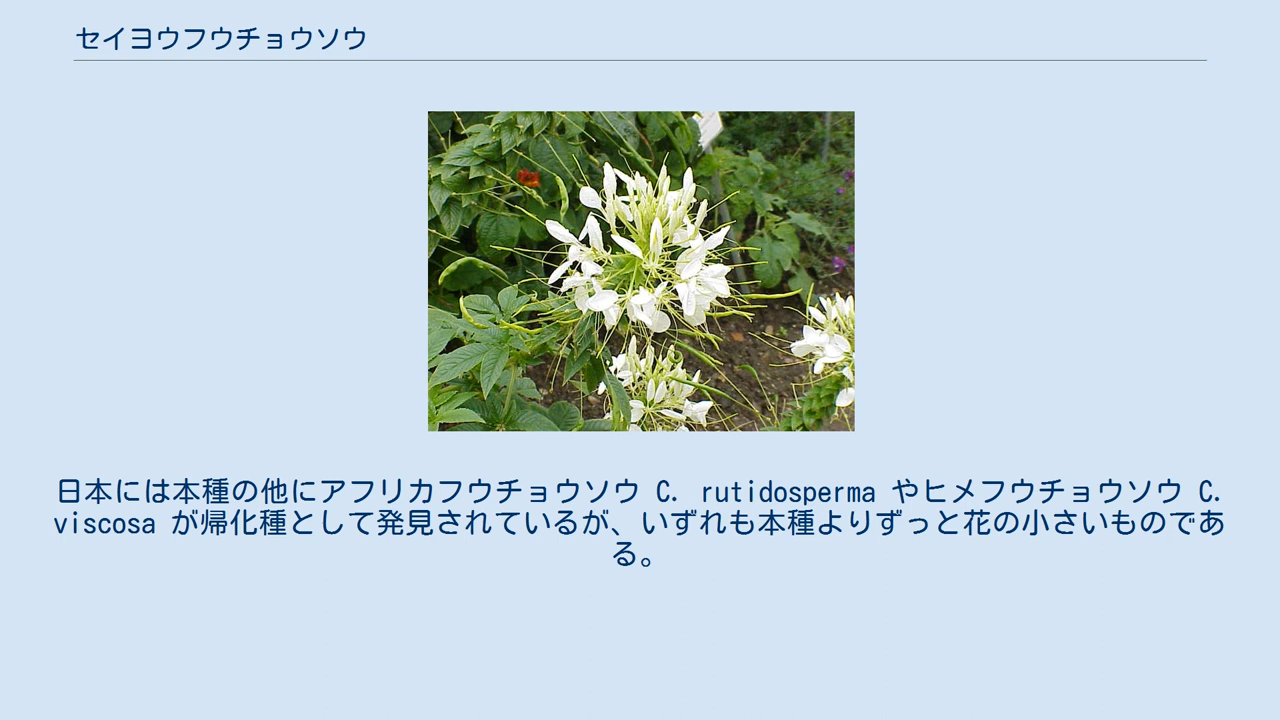 セイヨウフウチョウソウ
日本には本種の他にアフリカフウチョウソウ C. rutidosperma やヒメフウチョウソウ C.
viscosa が帰化種として発見されているが、いずれも本種よりずっと花の小さいものであ
る。